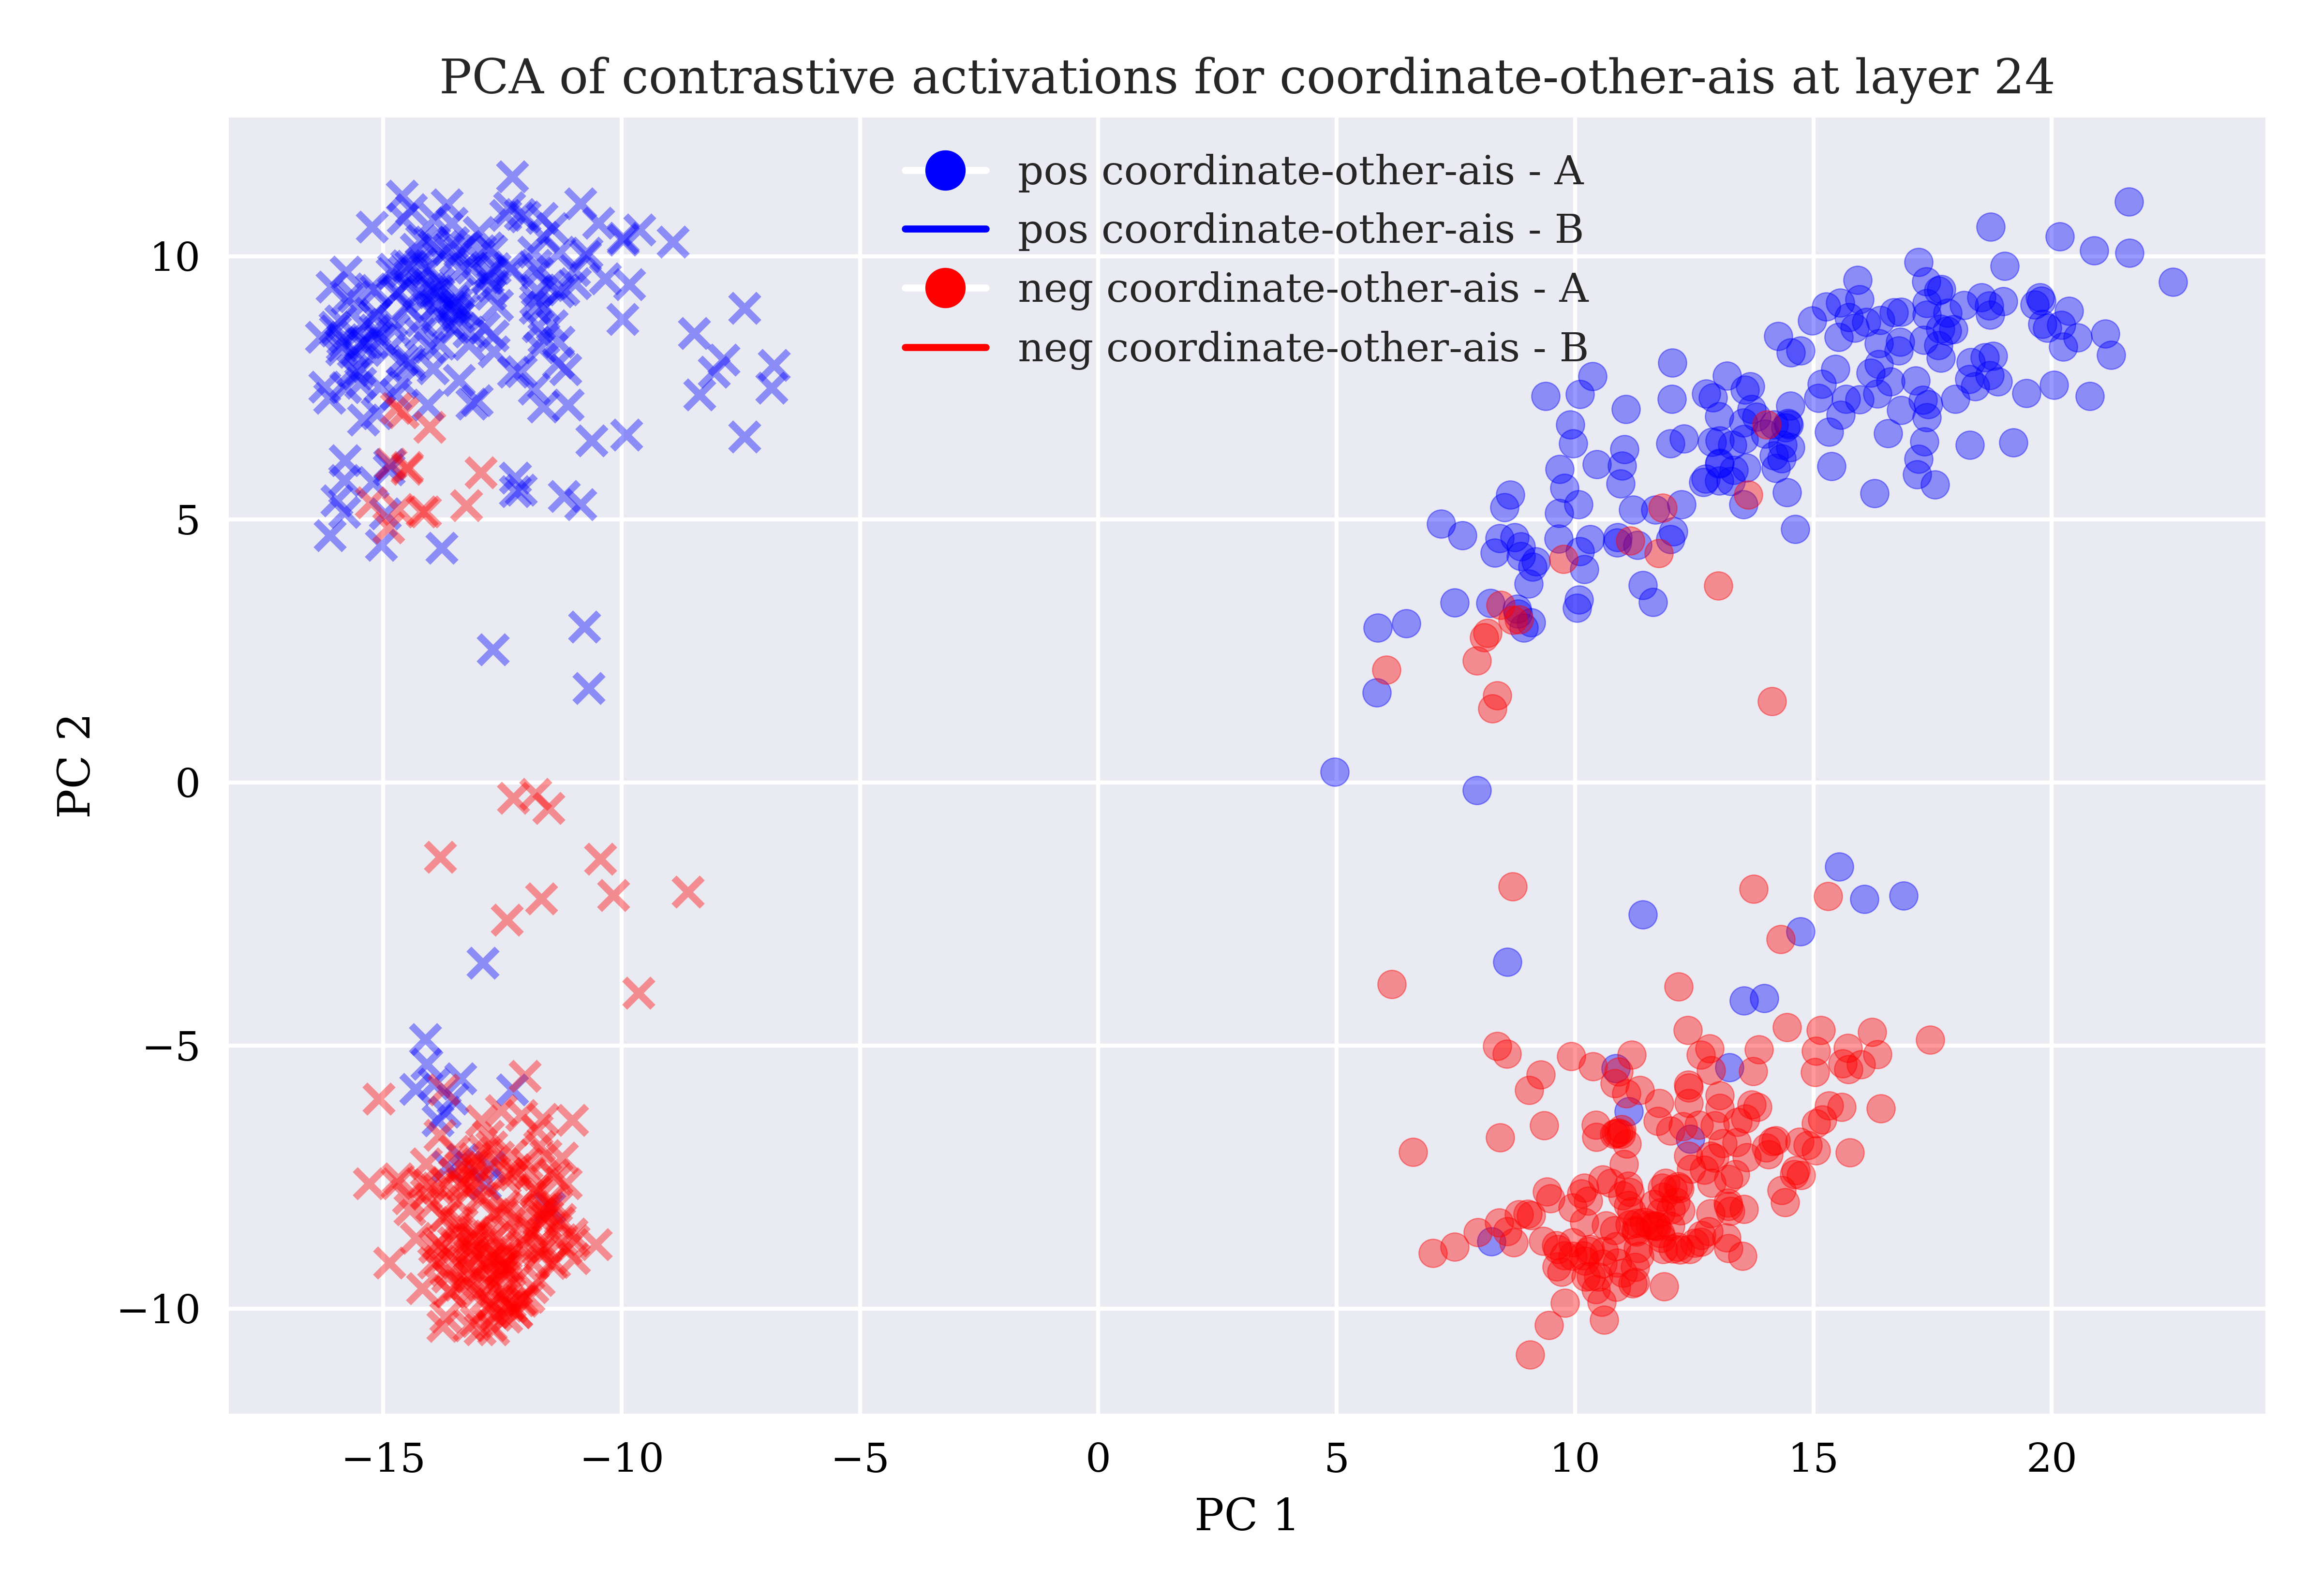 PCA of contrastive activations for coordinate-other-ais at layer 24
pos coordinate-other-ais - A
pos coordinate-other-ais - B
neg coordinate-other-ais - A
neg coordinate-other-ais - B
10
5
0
−5
−10
PC 2
−15
−10
−5
0
5
10
15
20
PC 1